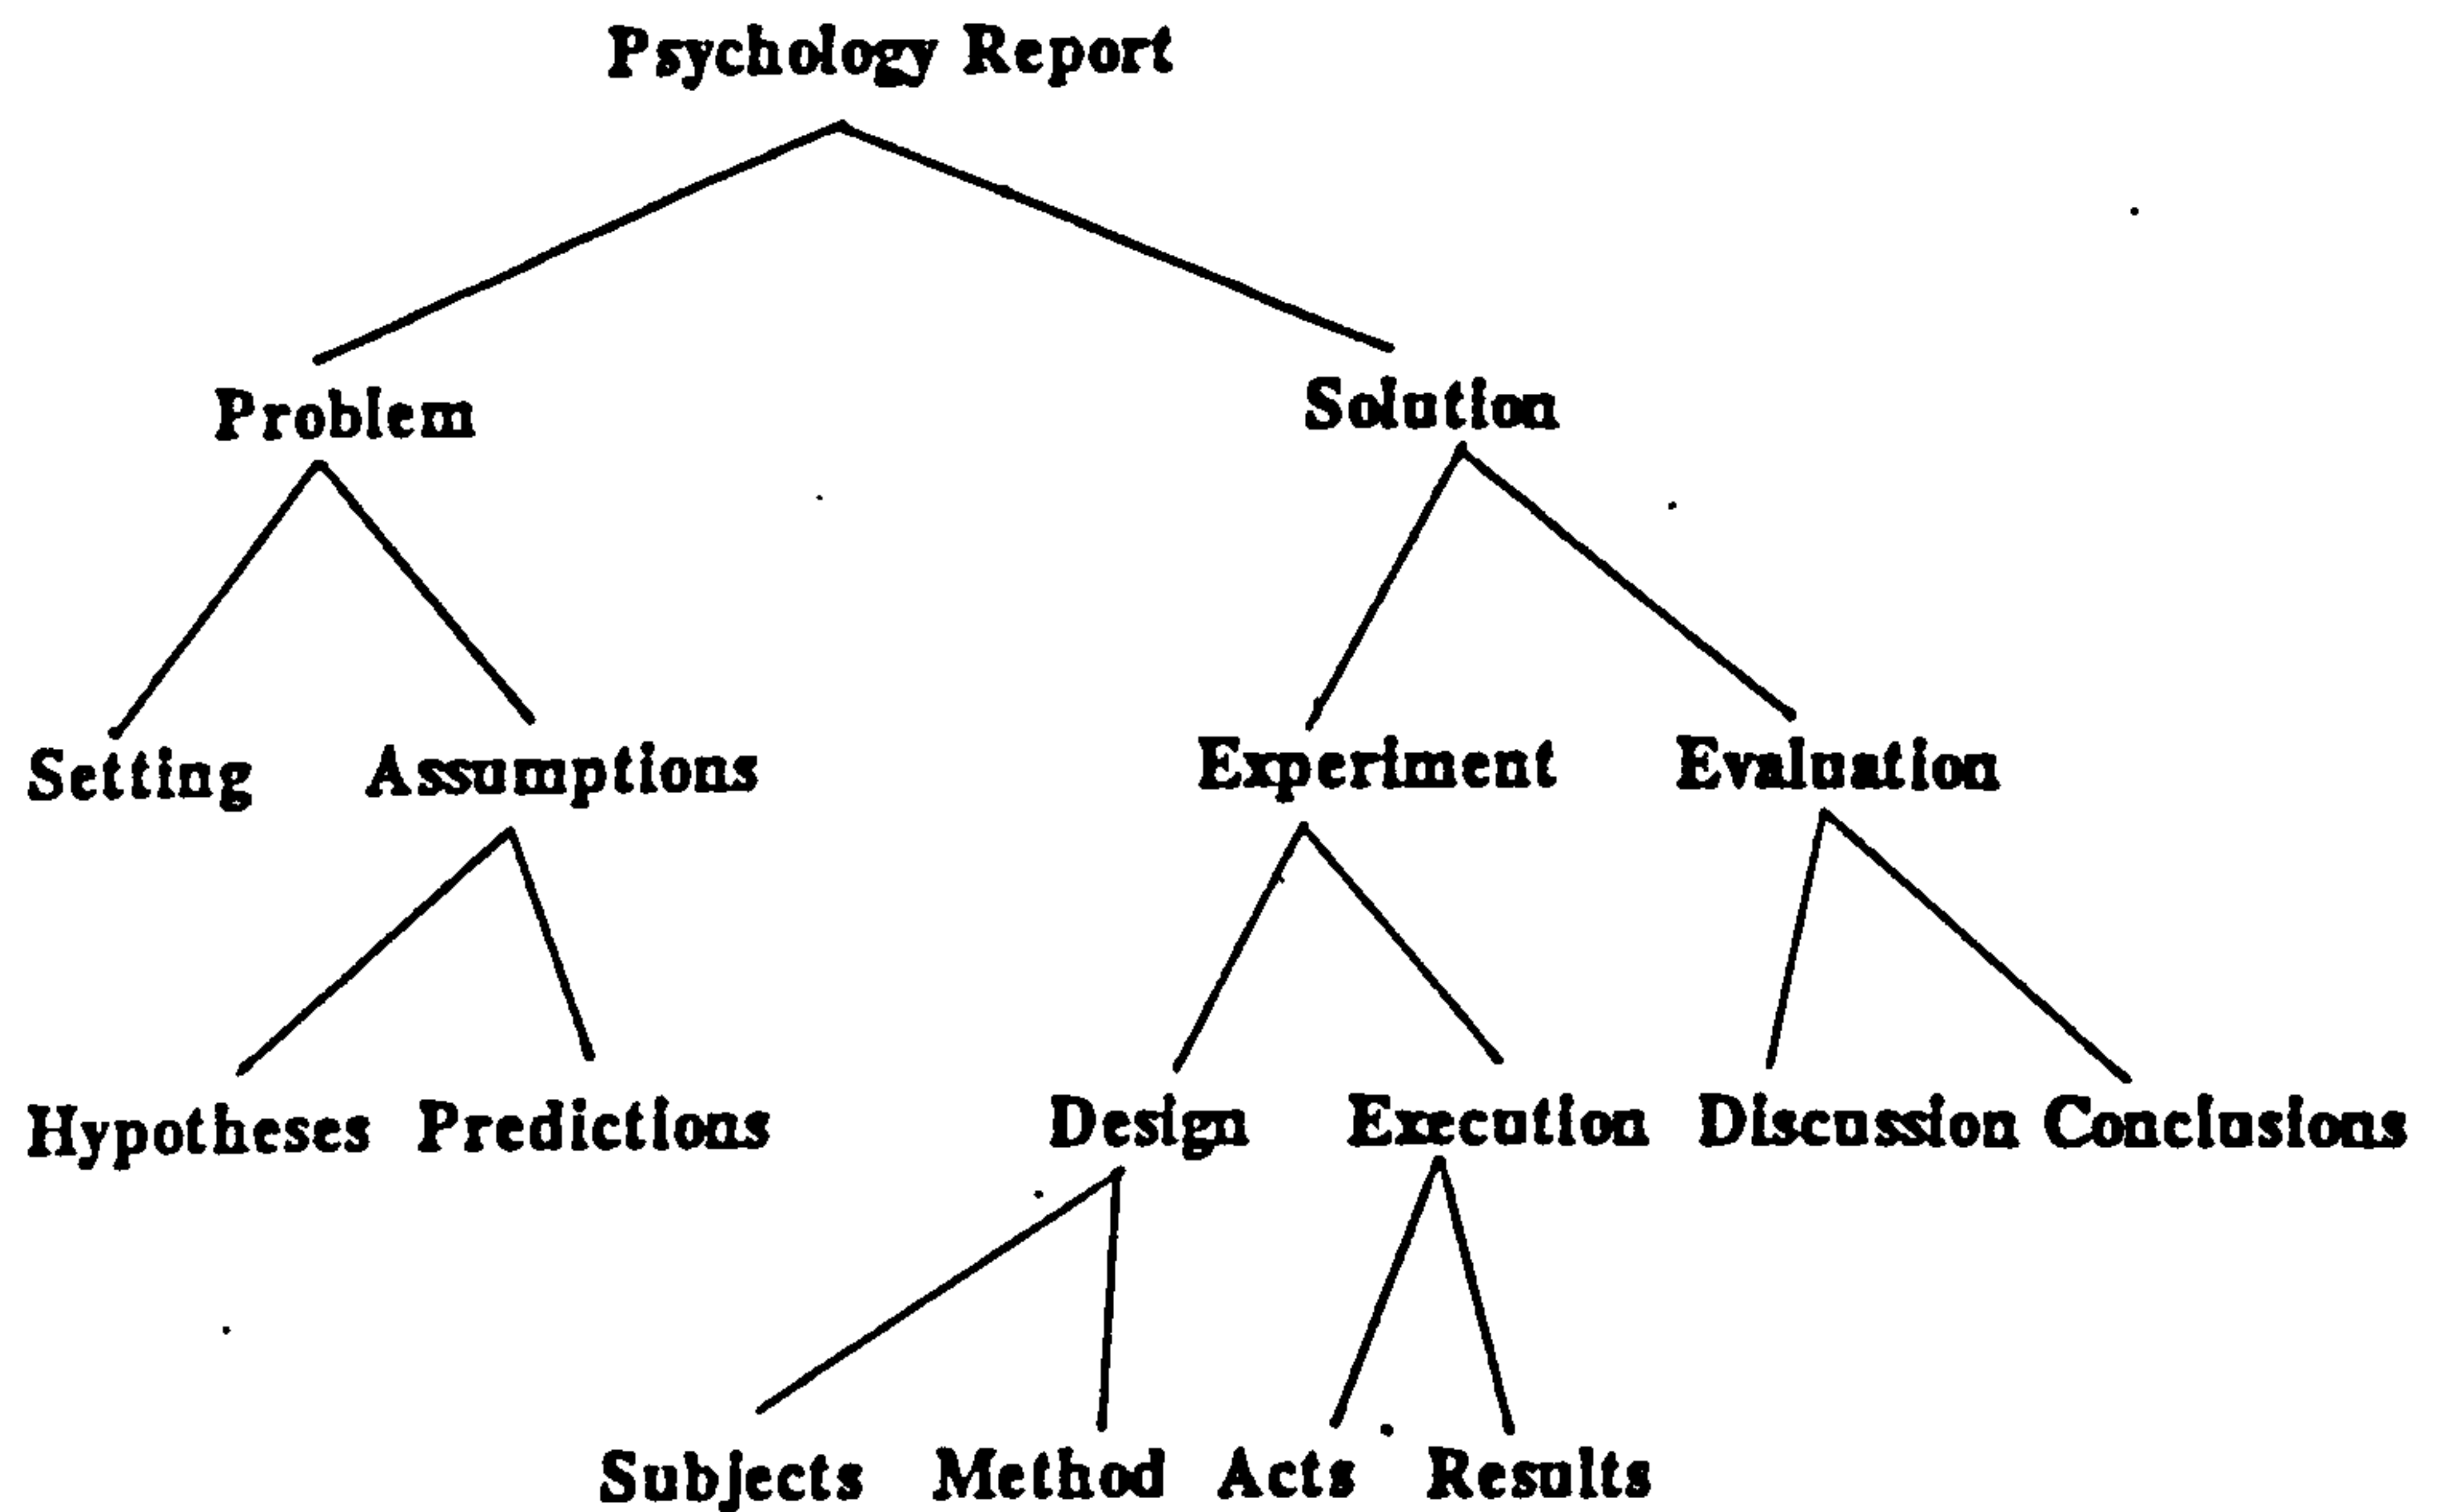 Psychology Report
Problem Solution
Setting Assumptions Experiment Evaluation
Hypotheses Predictions Design Execution Discussion Conclusions
Subjects Method Acts Results